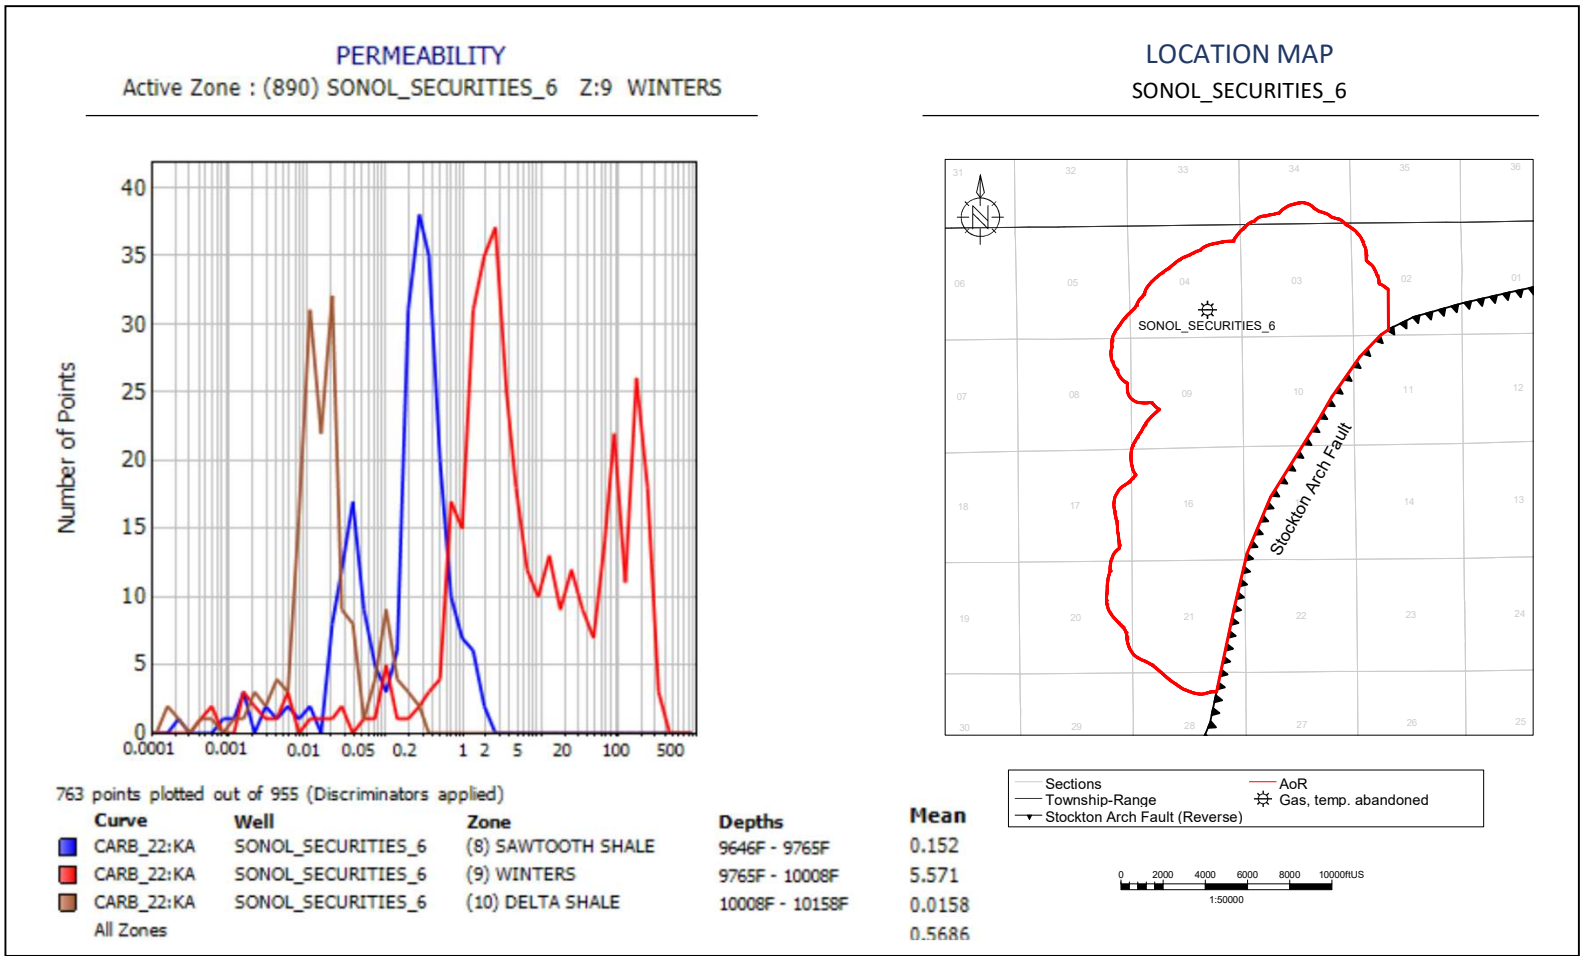 PERMEABILITY
Active Zone : (890) SONOL_SECURITIES_6 Z:9 WINTERS
40
35
30
25
20
15
10
5
0
Number of Points
0.0001 0.001 0.01 0.05 0.2 1 2 5 20 100 500
763 points plotted out of 955 (Discriminators applied)
Curve Well Zone Depths Mean
CARB_22:KA SONOL_SECURITIES_6 (8) SAWTOOTH SHALE 9646F - 9765F 0.152
CARB_22:KA SONOL_SECURITIES_6 (9) WINTERS 9765F - 10008F 5.571
CARB_22:KA SONOL_SECURITIES_6 (10) DELTA SHALE 10008F - 10158F 0.0158
All Zones 0.5686
LOCATION MAP
SONOL_SECURITIES_6
31 32 33 34 35 36
N
06 05 04 03 02 01
SONOL_SECURITIES_6
07 08 09 10 11 12
18 17 16 14 13
Stockton Arch Fault
19 20 21 22 23 24
30 29 28 27 26 25
Sections AoR
Township-Range Gas, temp. abandoned
Stockton Arch Fault (Reverse)
0 2000 4000 6000 8000 10000ftUS
1:50000